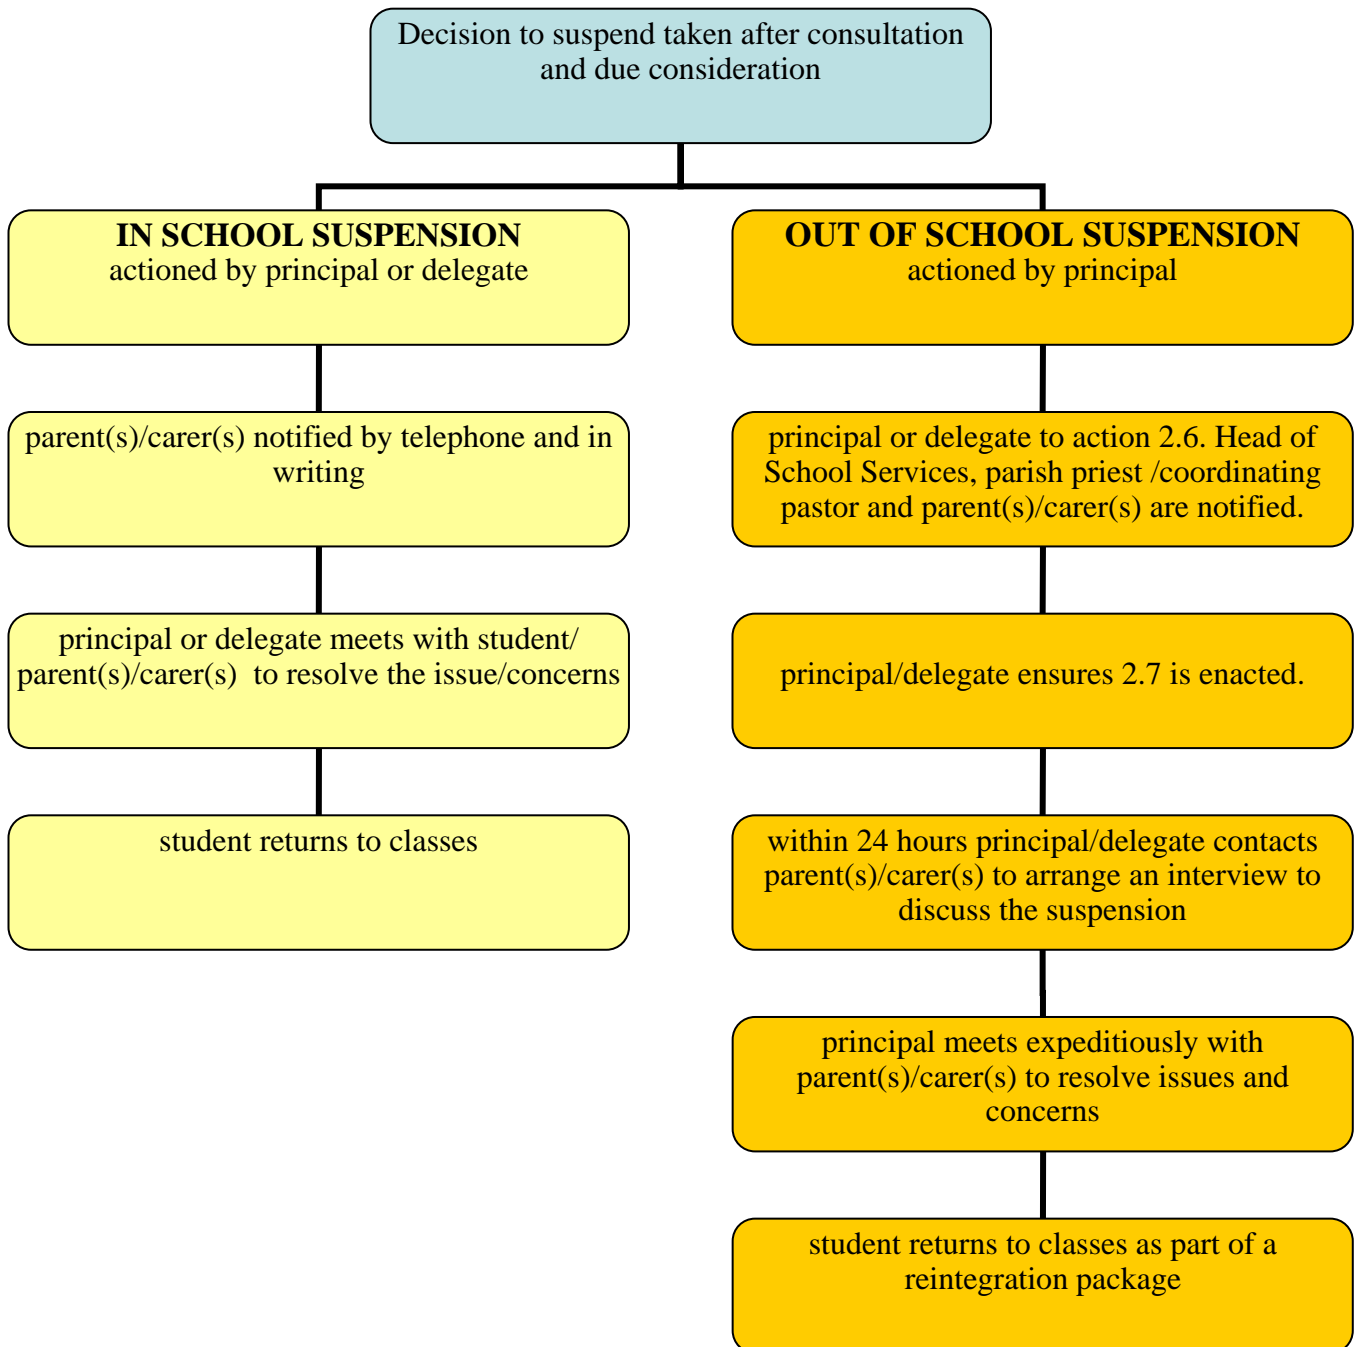 Decision to suspend taken after consultation
and due consideration
IN SCHOOL SUSPENSION
actioned by principal or delegate
parent(s)/carer(s) notified by telephone and in
writing
principal or delegate meets with student/
parent(s)/carer(s)  to resolve the issue/concerns
student returns to classes
OUT OF SCHOOL SUSPENSION
actioned by principal
principal or delegate to action 2.6. Head of
School Services, parish priest /coordinating
pastor and parent(s)/carer(s) are notified.
principal/delegate ensures 2.7 is enacted.
within 24 hours principal/delegate contacts
parent(s)/carer(s) to arrange an interview to
discuss the suspension
principal meets expeditiously with
parent(s)/carer(s) to resolve issues and
concerns
student returns to classes as part of a
reintegration package